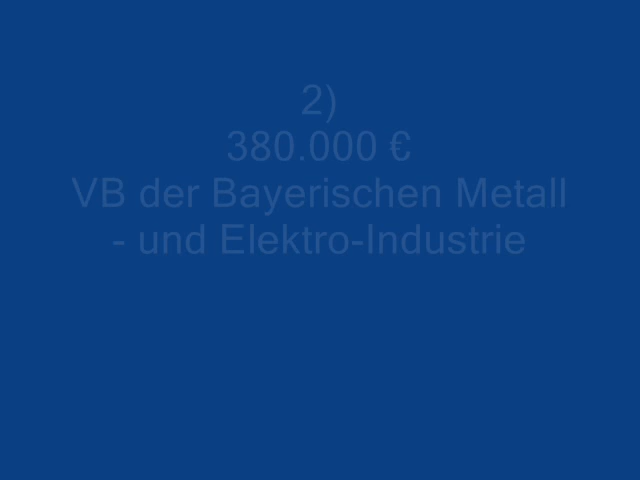 2)
380.000 €
VB der Bayerischen Metall
- und Elektro-Industrie